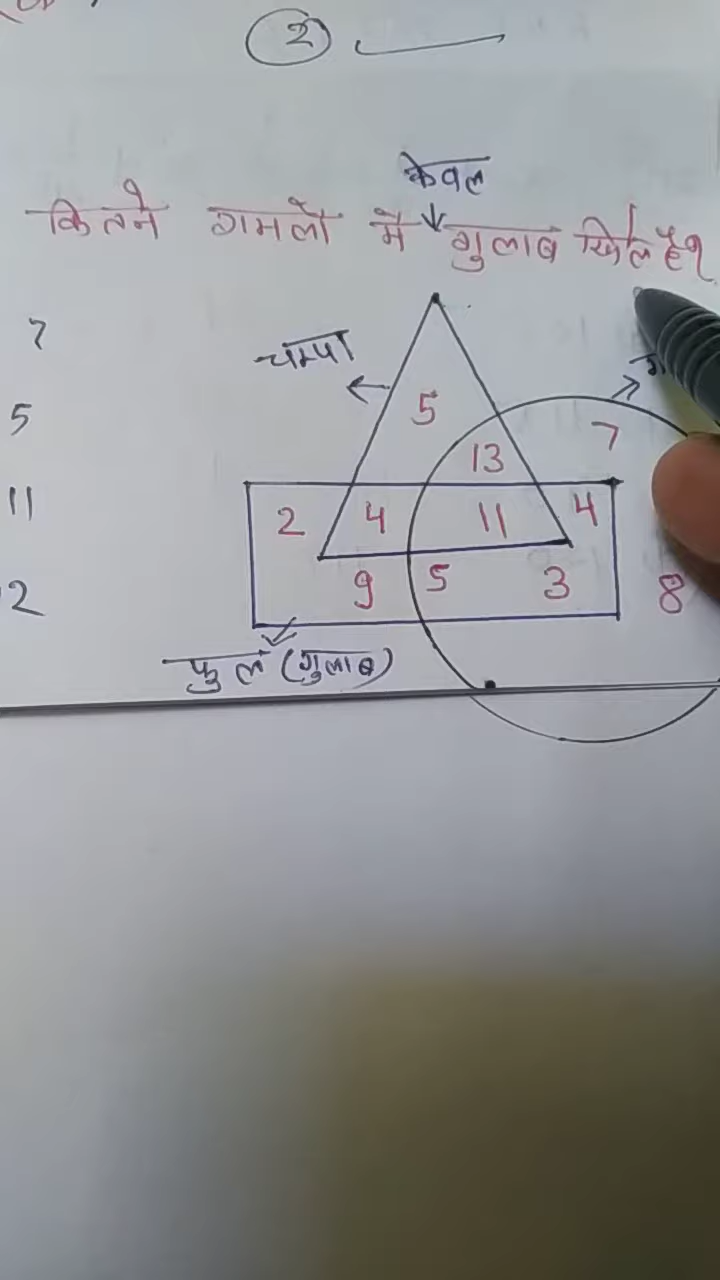 2
केवल
कितने गमलों में गुलाब खिले है?
7
5
11
2
चम्पा
5
13
7
2 4 11 4
9 5 3 8
फुल (गुलाब)